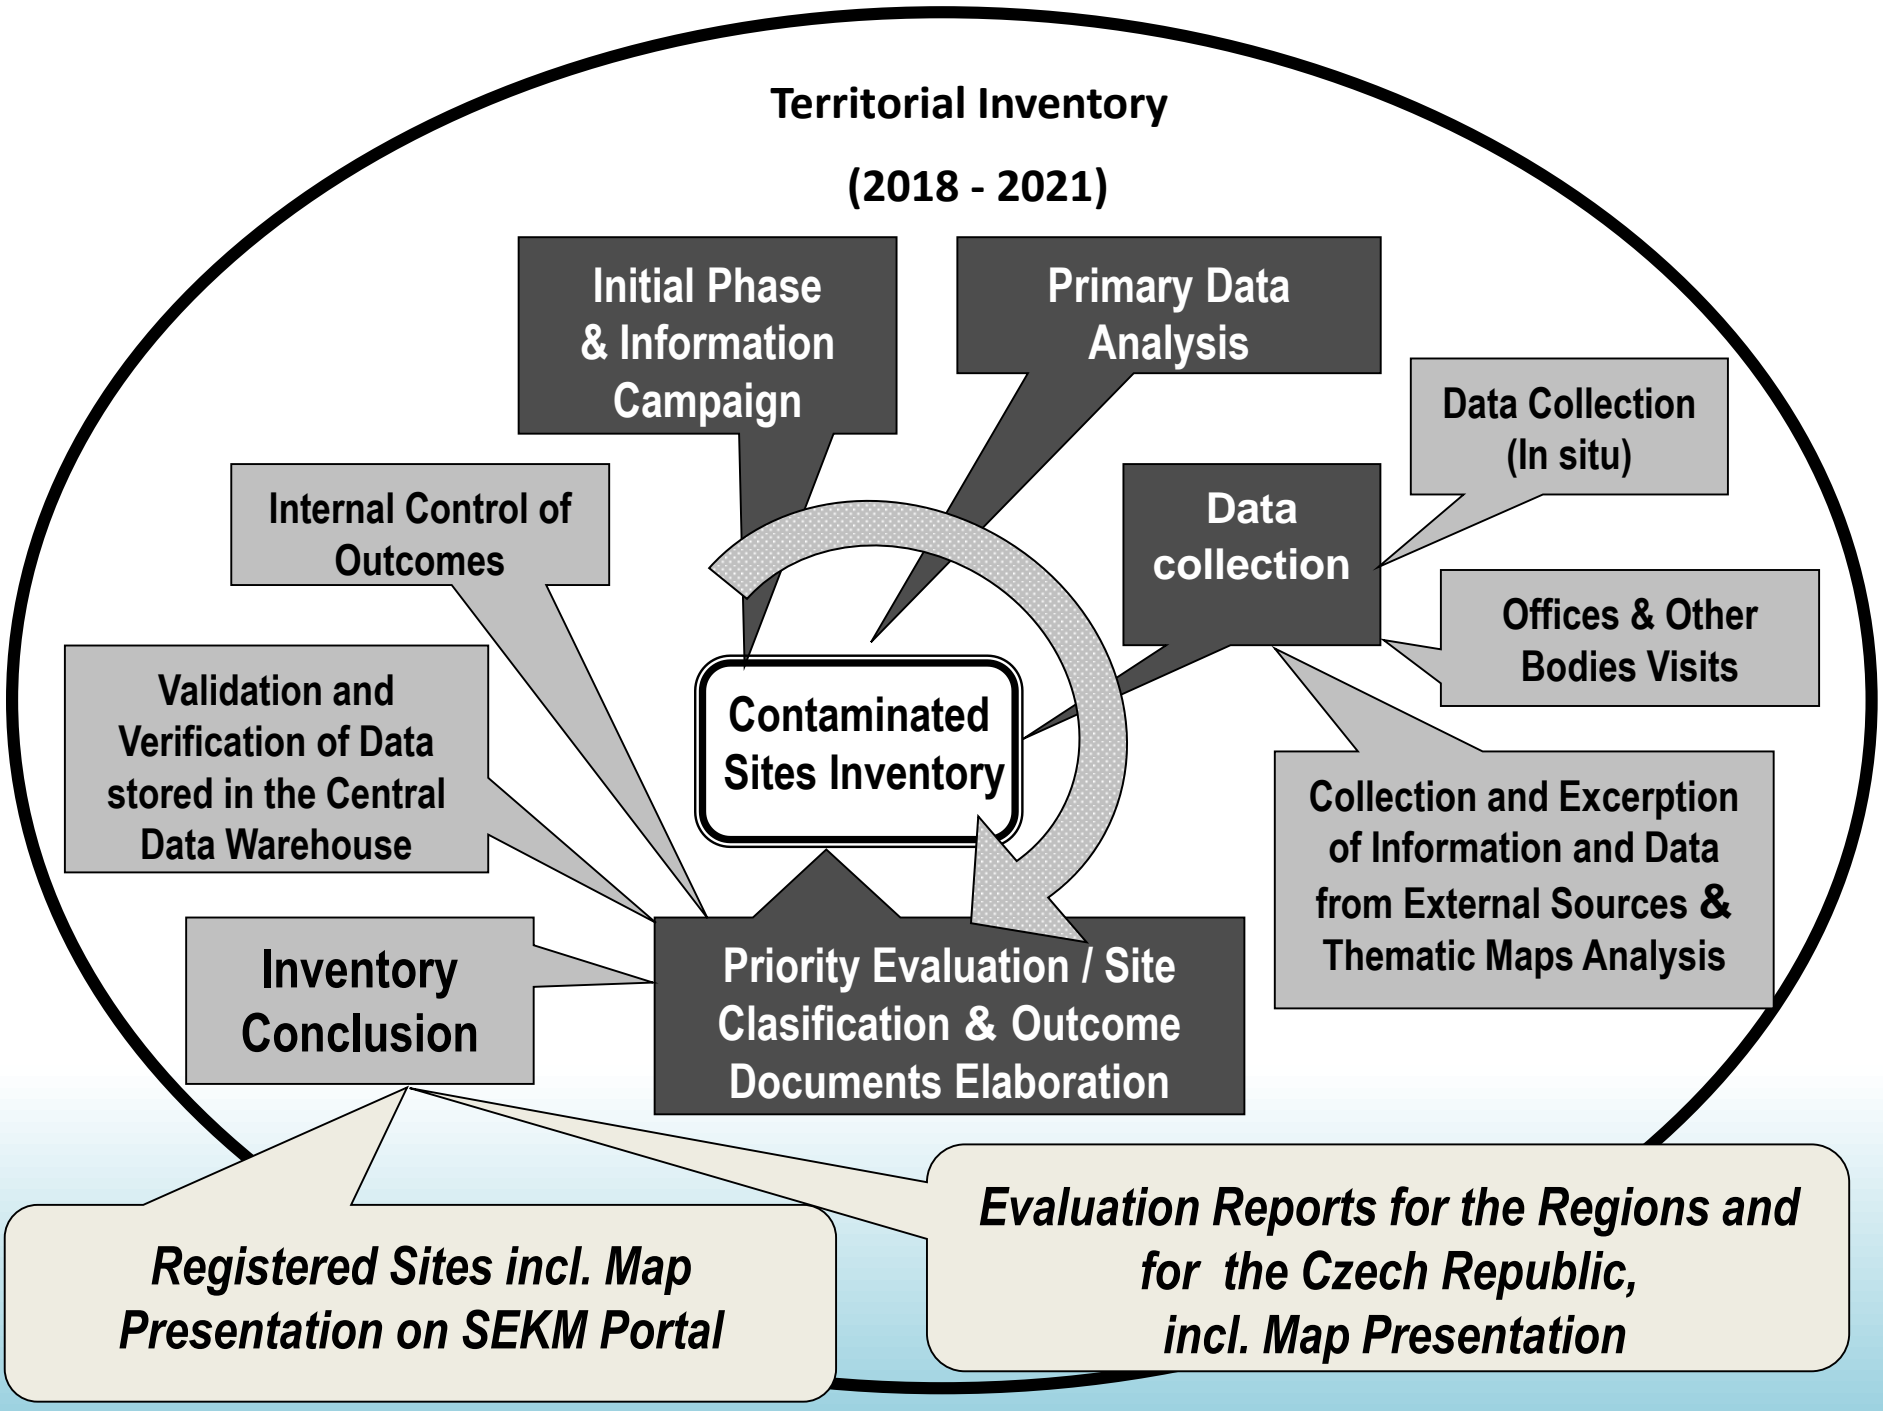 Territorial Inventory
(2018 - 2021)
Initial Phase
& Information
Campaign
Primary Data
Analysis
Data Collection
(In situ)
Internal Control of
Outcomes
Data
collection
Offices & Other
Bodies Visits
Validation and
Verification of Data
stored in the Central
Data Warehouse
Contaminated
Sites Inventory
Collection and Excerption
of Information and Data
from External Sources &
Thematic Maps Analysis
Inventory
Conclusion
Priority Evaluation / Site
Clasification & Outcome
Documents Elaboration
Registered Sites incl. Map
Presentation on SEKM Portal
Evaluation Reports for the Regions and
for the Czech Republic,
incl. Map Presentation